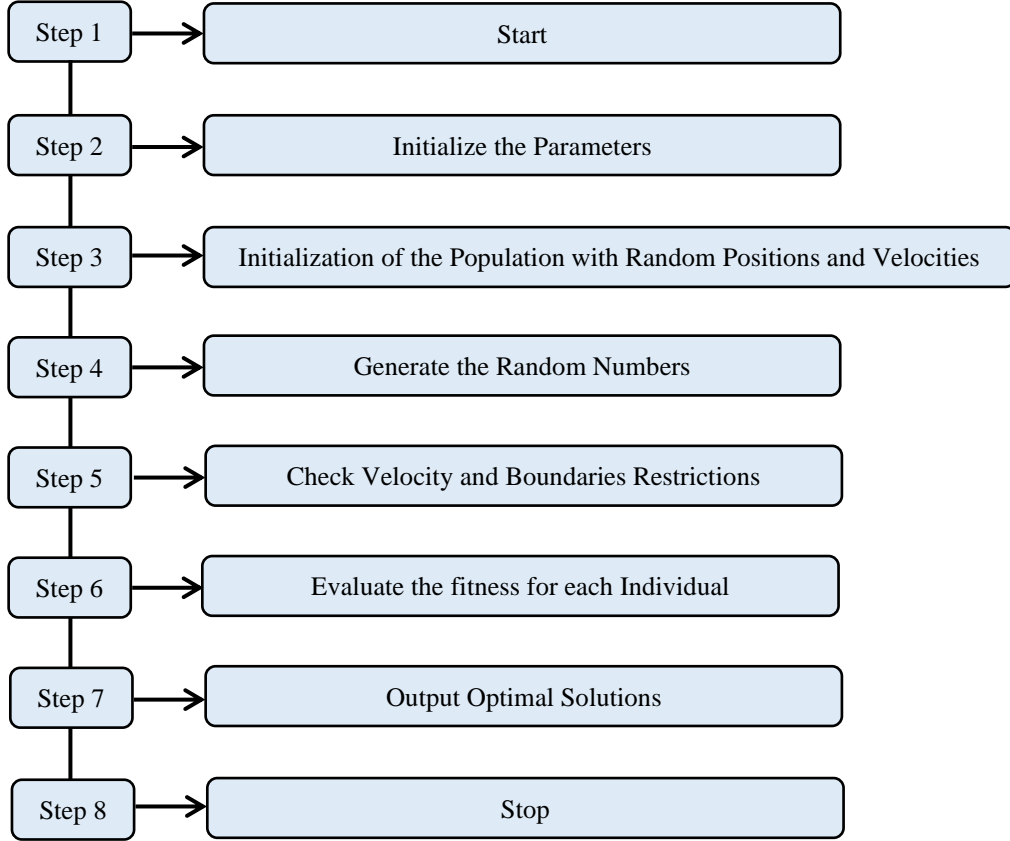 Step 1
Start
Step 2
Initialize the Parameters
Step 3
Initialization of the Population with Random Positions and Velocities
Step 4
Generate the Random Numbers
Step 5
Check Velocity and Boundaries Restrictions
Step 6
Evaluate the fitness for each Individual
Step 7
Output Optimal Solutions
Step 8
Stop